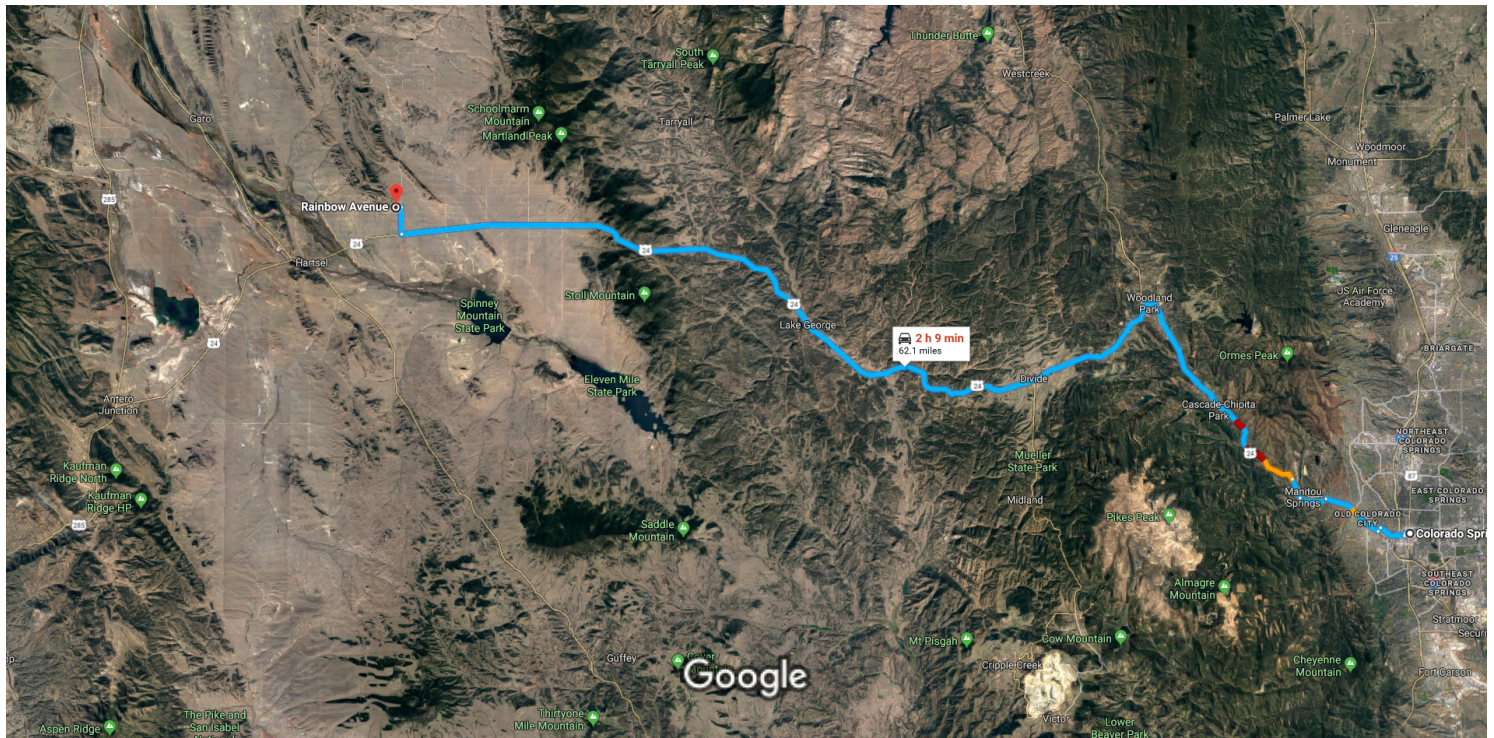 Thunder Butte
South
Tarryall Peak
Westcreek
Schoolmarm
Mountain
Garo
Tarryall
Palmer Lake
Martland Peak
Woodmoor
Monument
285
Rainbow Avenue
Gleneagle
24
24
25
Hartsel
US Air Force
Academy
Stoll Mountain
Woodland
Park
Spinney
Mountain
State Park
24
Lake George
2 h 9 min
62.1 miles
24
BRIARGATE
Ormes Peak
Eleven Mile
State Park
24
Divide
Antero
Junction
Cascade-Chipita
Park
NORTHEAST
COLORADO
SPRINGS
24
Kaufman
Ridge North
Mueller
State Park
87
Kaufman
Ridge HP
Midland
Manitou
Springs
EAST COLORADO
SPRINGS
285
Saddle
Mountain
Pikes Peak
OLD COLORADO
CITY
Colorado Spri
SOUTHEAST
COLORADO
SPRINGS
Almagre
Mountain
Stratmoor
Securi
Mt Pisgah
Cow Mountain
Guffey
Google
Cripple Creek
Cheyenne
Mountain
Fort Carson
Thirtyone
Mile Mountain
Victor
The Pike and
San Isabel
Aspen Ridge
Lower
Beaver Park